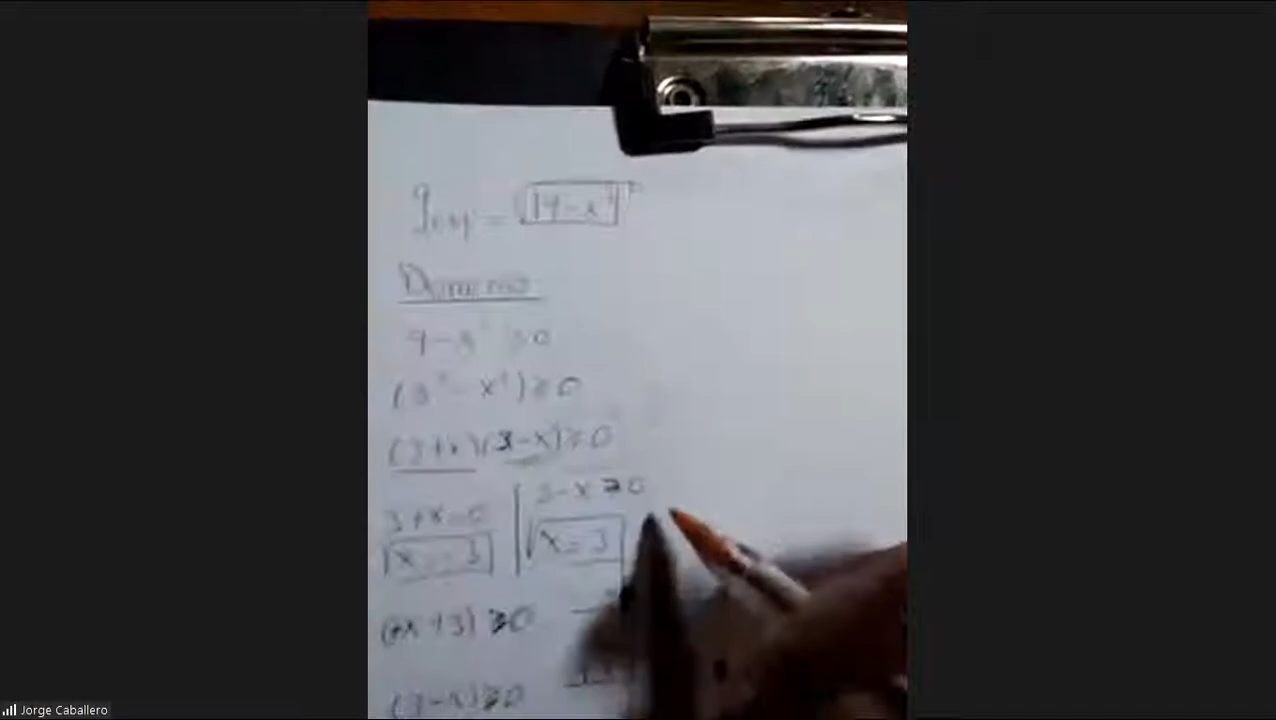 g(x) = √9-x²
Dominio
9-x² ≥0
(3² - x²) ≥ 0
(3+x)(3-x) ≥ 0
3+x=0
x=-3
3-x ≥ 0
x=3
(x+3) ≥0
(3-x) ≥0
Jorge Caballero